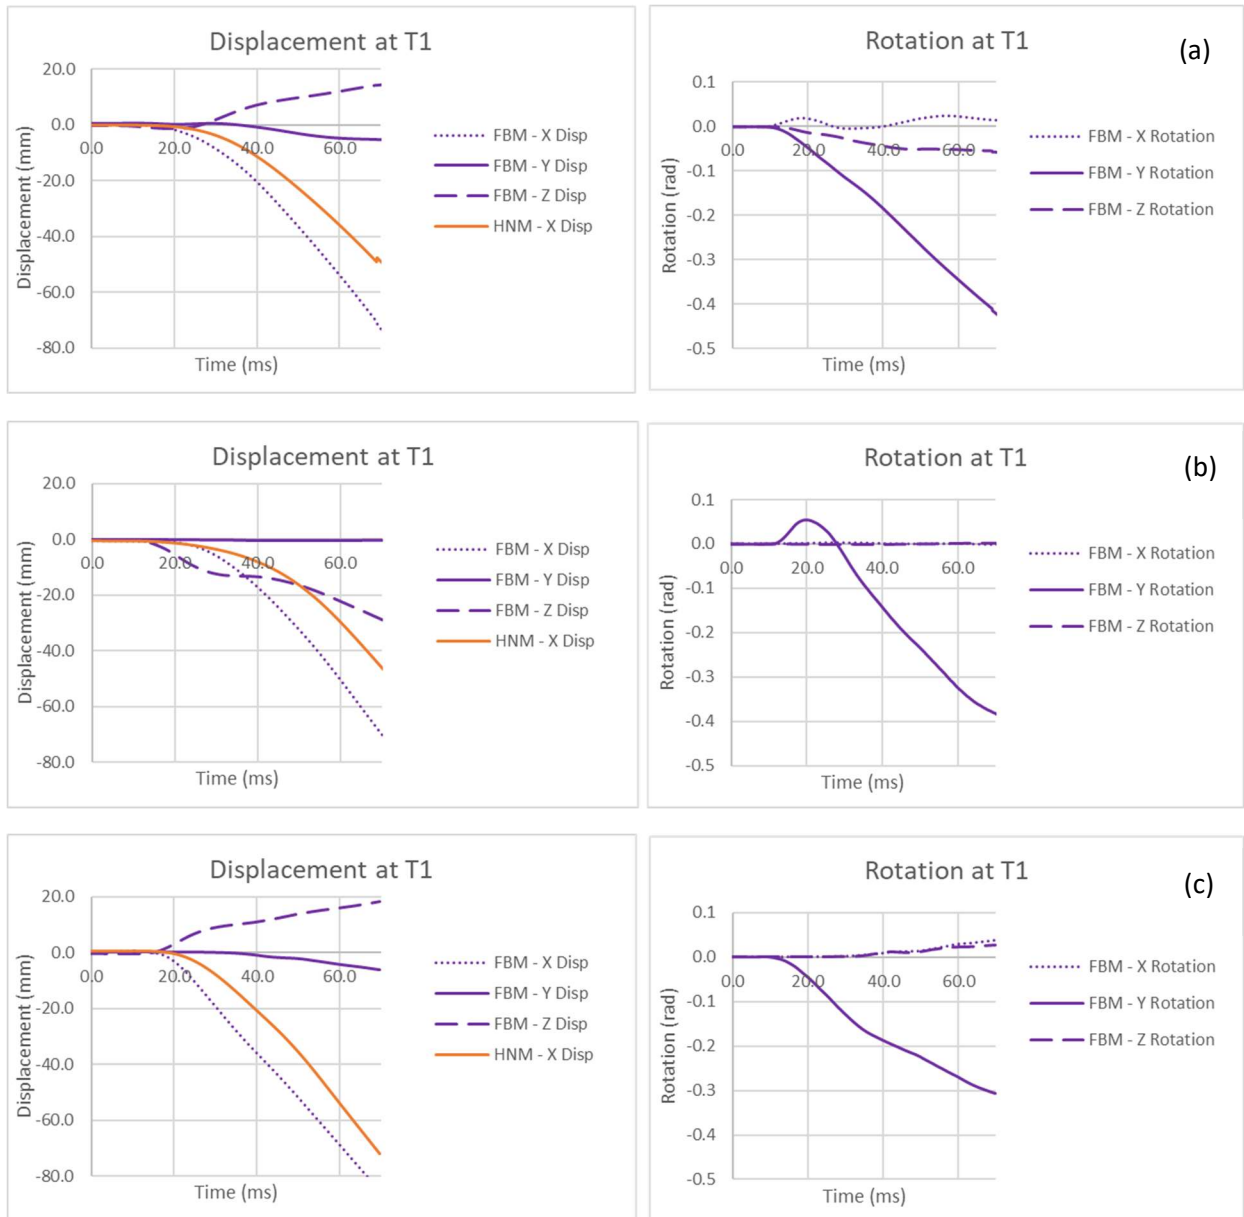 Displacement at T1
20.0
0.0
-20.0
-40.0
-60.0
-80.0
Displacement (mm)
0.0 20.0 40.0 60.0
Time (ms)
FBM - X Disp
FBM - Y Disp
FBM - Z Disp
HNM - X Disp
Rotation at T1
(a)
0.1
0.0
-0.1
-0.2
-0.3
-0.4
-0.5
Rotation (rad)
0.0 20.0 40.0 60.0
Time (ms)
FBM - X Rotation
FBM - Y Rotation
FBM - Z Rotation
Displacement at T1
20.0
0.0
-20.0
-40.0
-60.0
-80.0
Displacement (mm)
0.0 20.0 40.0 60.0
Time (ms)
FBM - X Disp
FBM - Y Disp
FBM - Z Disp
HNM - X Disp
Rotation at T1
(b)
0.1
0.0
-0.1
-0.2
-0.3
-0.4
-0.5
Rotation (rad)
0.0 20.0 40.0 60.0
Time (ms)
FBM - X Rotation
FBM - Y Rotation
FBM - Z Rotation
Displacement at T1
20.0
0.0
-20.0
-40.0
-60.0
-80.0
Displacement (mm)
0.0 20.0 40.0 60.0
Time (ms)
FBM - X Disp
FBM - Y Disp
FBM - Z Disp
HNM - X Disp
Rotation at T1
(c)
0.1
0.0
-0.1
-0.2
-0.3
-0.4
-0.5
Rotation (rad)
0.0 20.0 40.0 60.0
Time (ms)
FBM - X Rotation
FBM - Y Rotation
FBM - Z Rotation